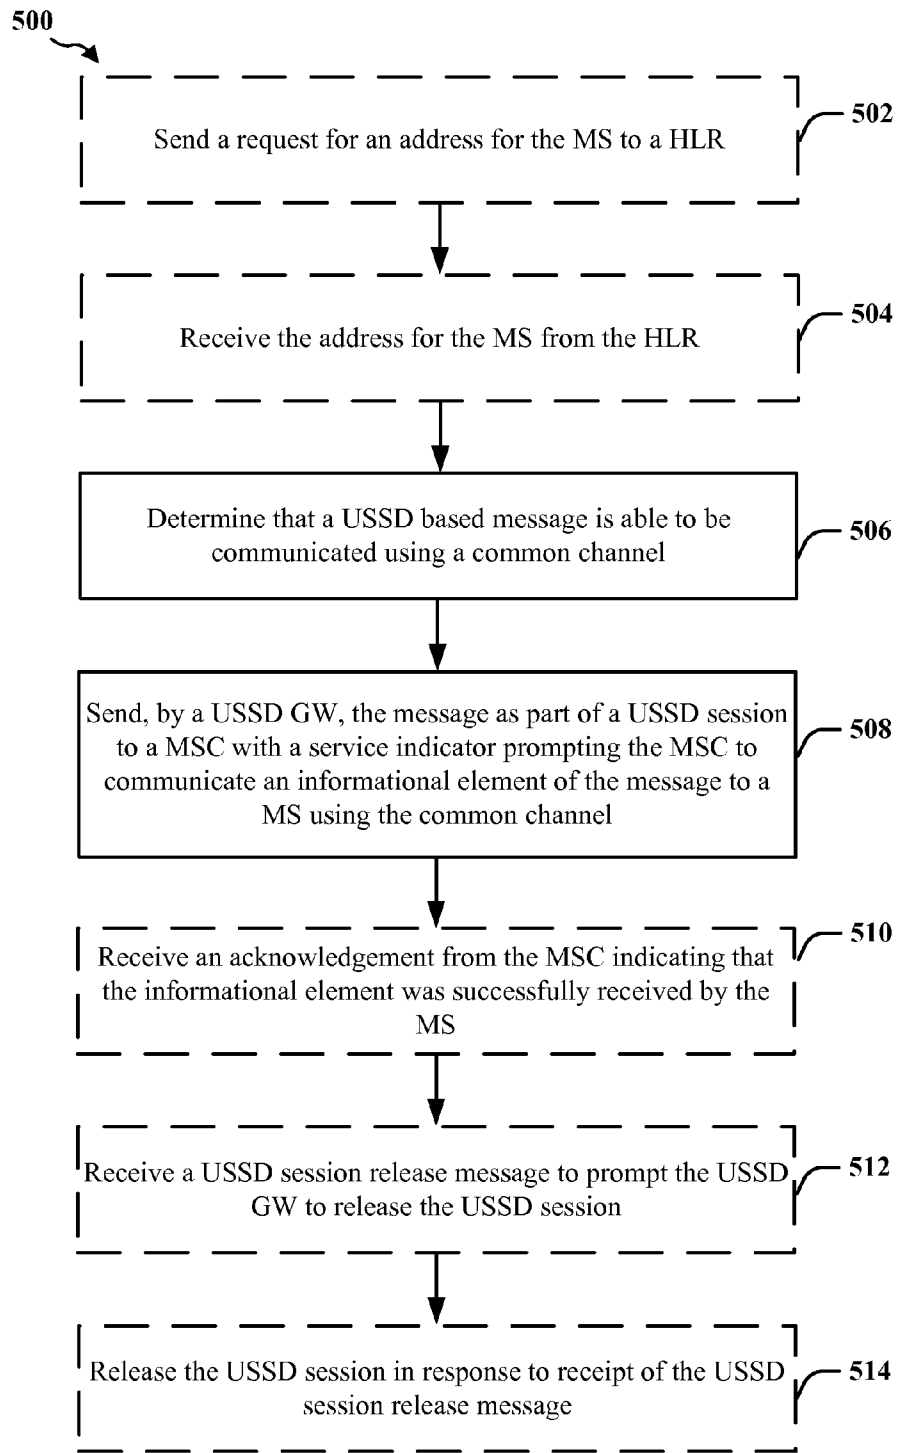 500
Send a request for an address for the MS to a HLR
502
Receive the address for the MS from the HLR
504
Determine that a USSD based message is able to be
communicated using a common channel
506
Send, by a USSD GW, the message as part of a USSD session
to a MSC with a service indicator prompting the MSC to
communicate an informational element of the message to a
MS using the common channel
508
Receive an acknowledgement from the MSC indicating that
the informational element was successfully received by the
MS
510
Receive a USSD session release message to prompt the USSD
GW to release the USSD session
512
Release the USSD session in response to receipt of the USSD
session release message
514